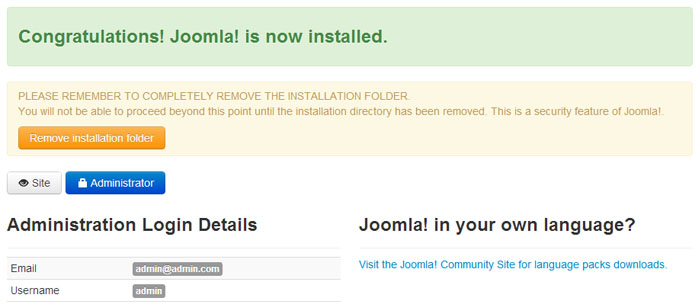 Congratulations! Joomla! is now installed.
PLEASE REMEMBER TO COMPLETELY REMOVE THE INSTALLATION FOLDER.
You will not be able to proceed beyond this point until the installation directory has been removed. This is a security feature of Joomla!.
Remove installation folder
Site
Administrator
Administration Login Details
Email admin@admin.com
Username admin
Joomla! in your own language?
Visit the Joomla! Community Site for language packs downloads.